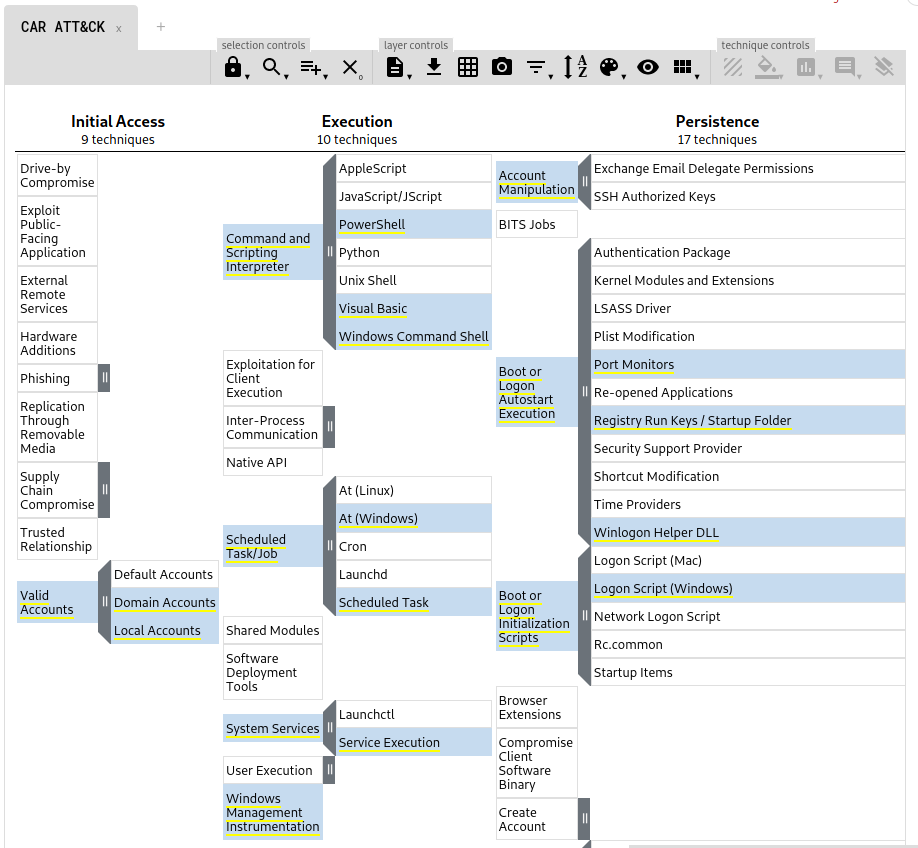 CAR ATT&CK x +
selection controls
layer controls
technique controls
Initial Access
9 techniques
Drive-by
Compromise
Exploit
Public-
Facing
Application
External
Remote
Services
Hardware
Additions
Phishing
Replication
Through
Removable
Media
Supply
Chain
Compromise
Trusted
Relationship
Valid
Accounts
Default Accounts
Domain Accounts
Local Accounts
Execution
10 techniques
Command and
Scripting
Interpreter
AppleScript
JavaScript/JScript
PowerShell
Python
Unix Shell
Visual Basic
Windows Command Shell
Exploitation for
Client
Execution
Inter-Process
Communication
Native API
Scheduled
Task/Job
At (Linux)
At (Windows)
Cron
Launchd
Scheduled Task
Shared Modules
Software
Deployment
Tools
System Services
Launchctl
Service Execution
User Execution
Windows
Management
Instrumentation
Persistence
17 techniques
Account
Manipulation
Exchange Email Delegate Permissions
SSH Authorized Keys
BITS Jobs
Boot or
Logon
Autostart
Execution
Authentication Package
Kernel Modules and Extensions
LSASS Driver
Plist Modification
Port Monitors
Re-opened Applications
Registry Run Keys / Startup Folder
Security Support Provider
Shortcut Modification
Time Providers
Winlogon Helper DLL
Boot or
Logon
Initialization
Scripts
Logon Script (Mac)
Logon Script (Windows)
Network Logon Script
Rc.common
Startup Items
Browser
Extensions
Compromise
Client
Software
Binary
Create
Account